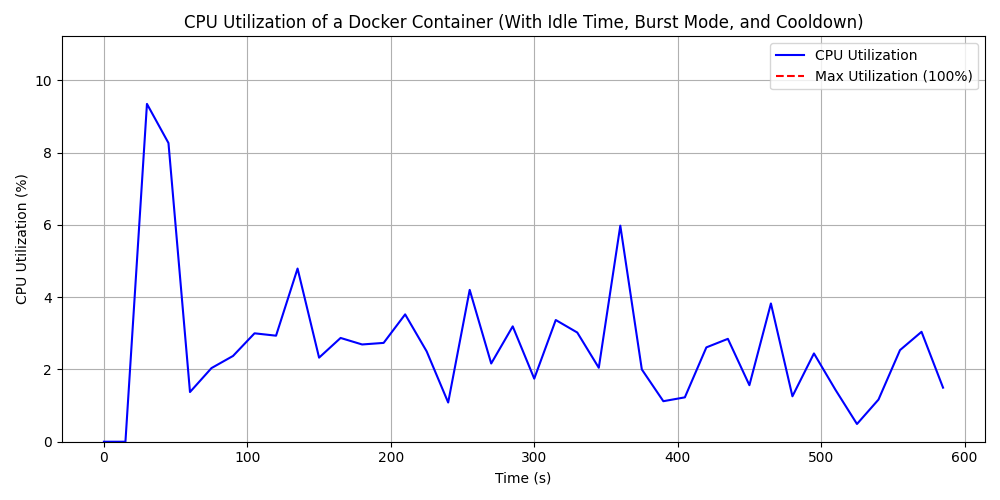 CPU Utilization of a Docker Container (With Idle Time, Burst Mode, and Cooldown)
CPU Utilization
Max Utilization (100%)
CPU Utilization (%)
10
8
6
4
2
0
0 100 200 300 400 500 600
Time (s)